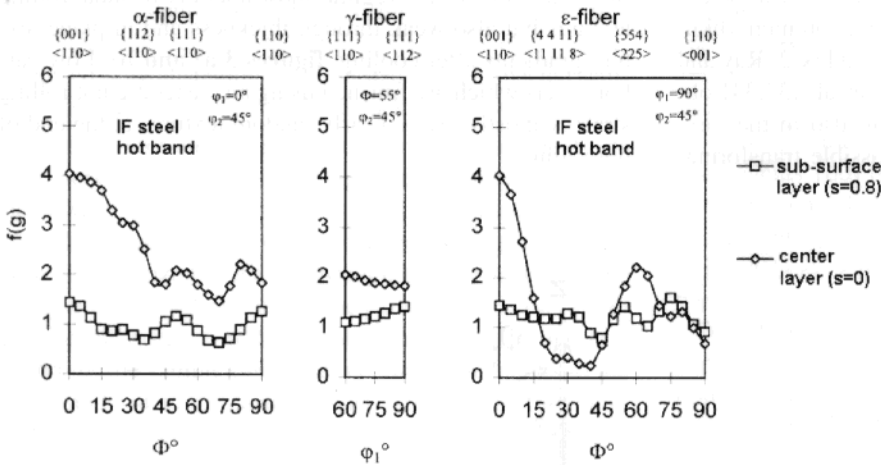 α-fiber γ-fiber ε-fiber
{001} {112} {111} {110} {111} {111} {001} {4 4 11} {554} {110}
<110> <110> <110> <110> <110> <112> <110> <11 11 8> <225> <001>
f(g)
6
5
4
3
2
1
0
φ₁=0°
φ₂=45°
IF steel
hot band
0 15 30 45 60 75 90
Φ°
6
5
4
3
2
1
0
Φ=55°
φ₂=45°
60 75 90
φ₁°
6
5
4
3
2
1
0
φ₁=90°
φ₂=45°
IF steel
hot band
0 15 30 45 60 75 90
Φ°
sub-surface
layer (s=0.8)
center
layer (s=0)